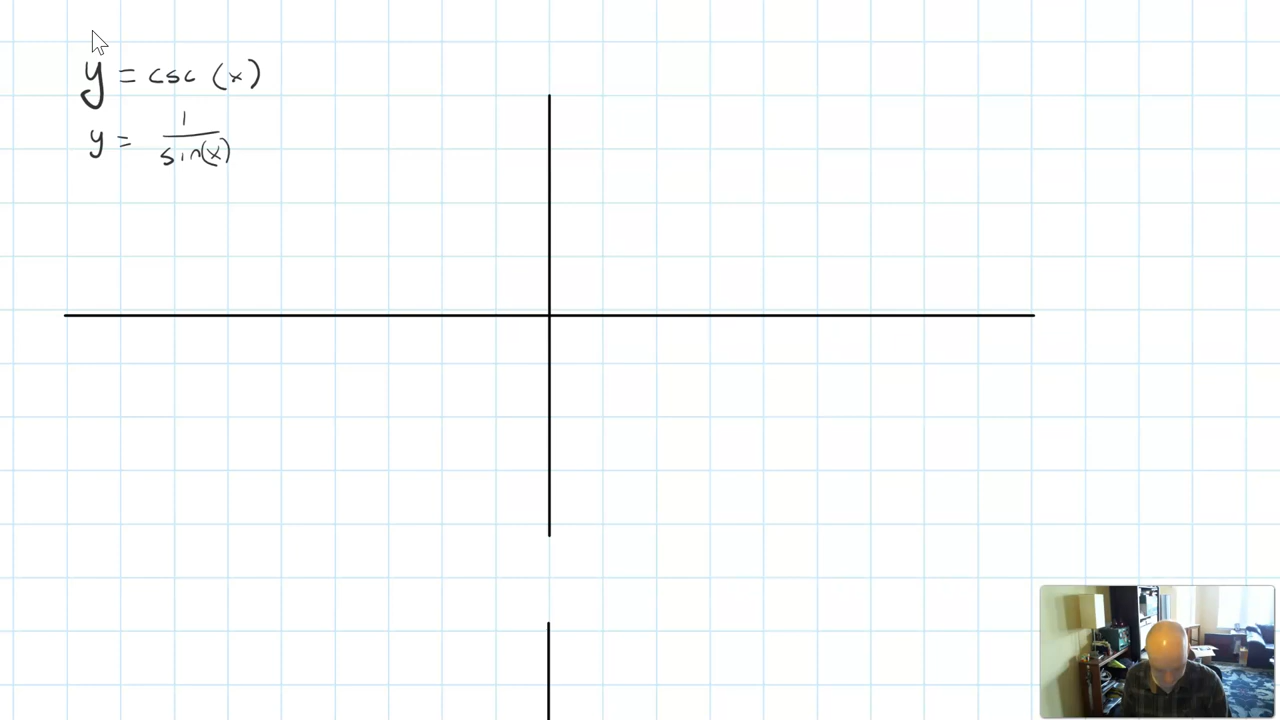 y = csc (x)
y = 1/sin(x)